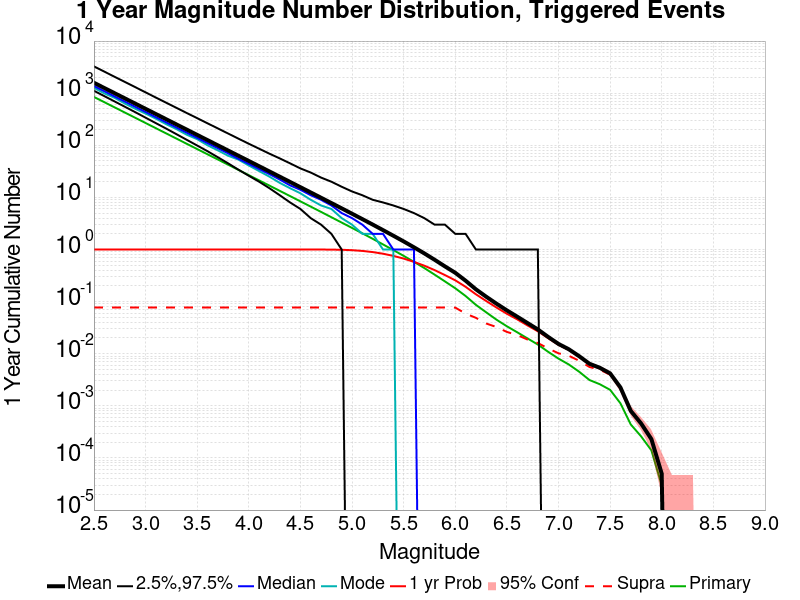 1 Year Magnitude Number Distribution, Triggered Events
10^4
10^3
10^2
10^1
10^0
10^-1
10^-2
10^-3
10^-4
10^-5
1 Year Cumulative Number
2.5 3.0 3.5 4.0 4.5 5.0 5.5 6.0 6.5 7.0 7.5 8.0 8.5 9.0
Magnitude
Mean 2.5%,97.5% Median Mode 1 yr Prob 95% Conf Supra Primary